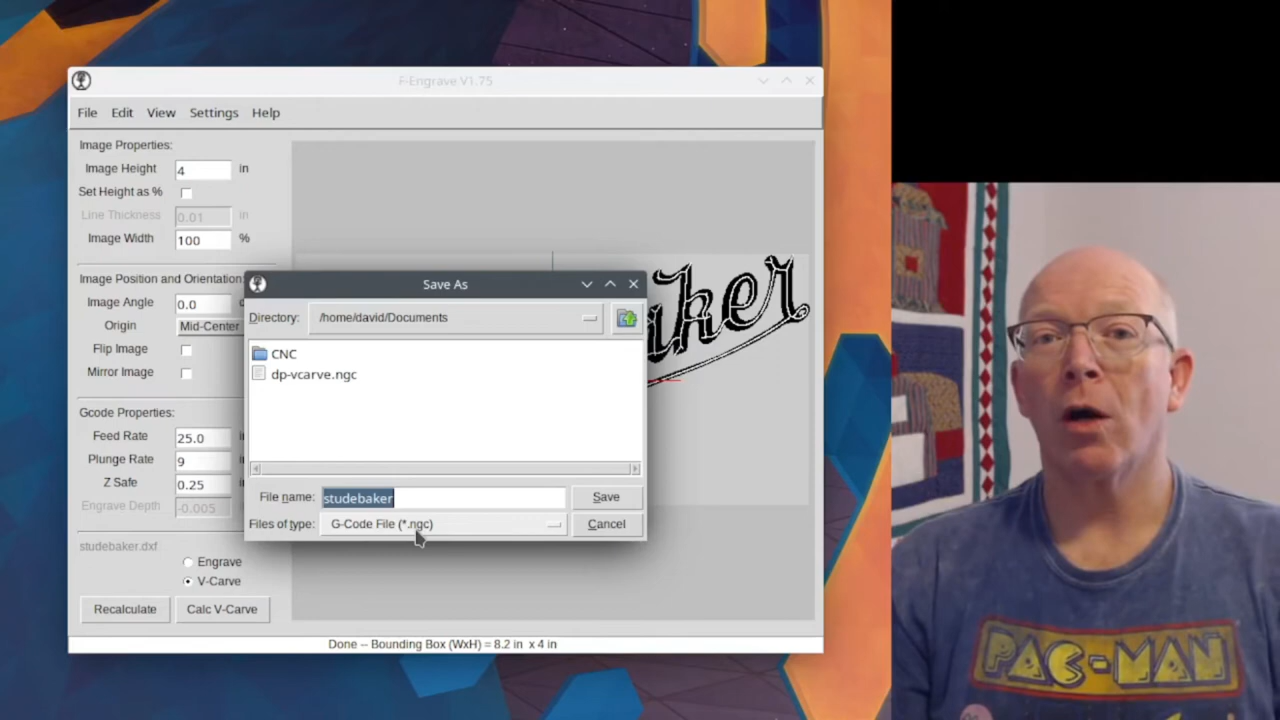 F-Engrave V1.75
File Edit View Settings Help
Image Properties:
Image Height 4 in
Set Height as %
Line Thickness 0.01 in
Image Width 100 %
Image Position and Orientation:
Image Angle 0.0
Origin Mid-Center
Flip Image
Mirror Image
Gcode Properties:
Feed Rate 25.0
Plunge Rate 9
Z Safe 0.25
Engrave Depth -0.005
studebaker.dxf
Engrave
V-Carve
Recalculate Calc V-Carve
Done -- Bounding Box (WxH) = 8.2 in x 4 in
Save As
Directory: /home/david/Documents
CNC
dp-vcarve.ngc
File name: studebaker Save
Files of type: G-Code File (*.ngc) Cancel
aker
PAC-MAN